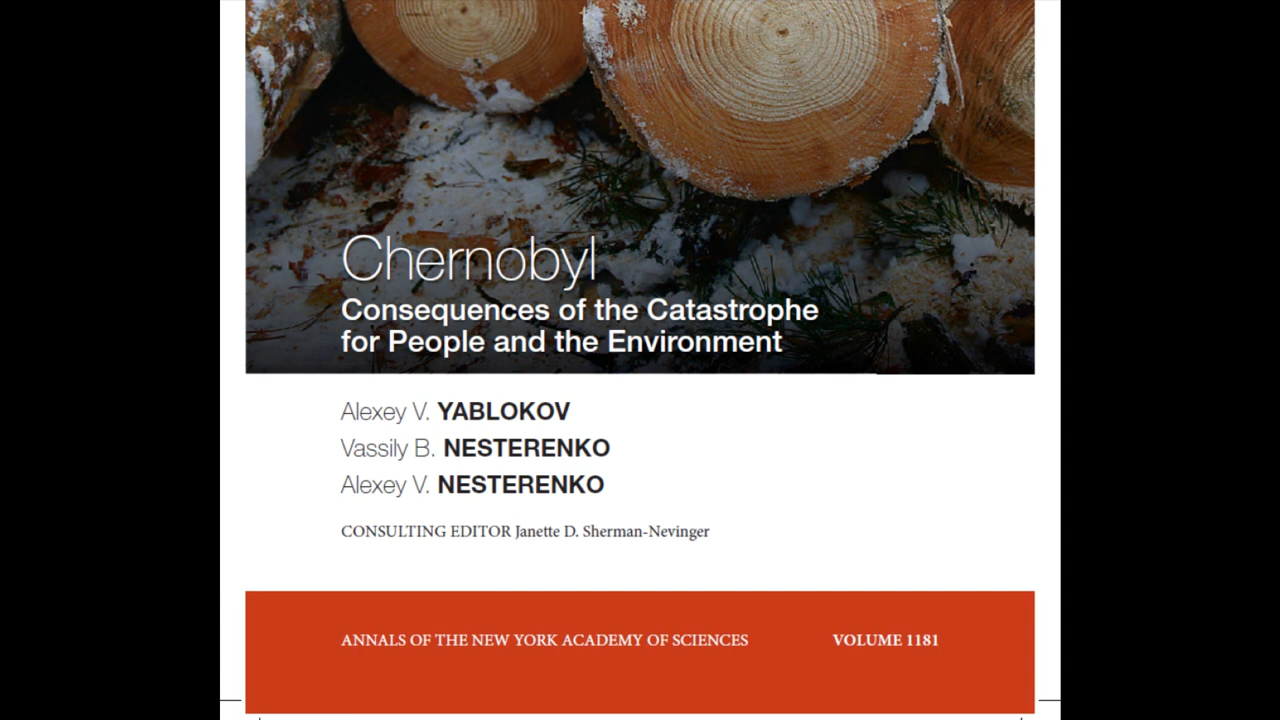 Chernobyl
Consequences of the Catastrophe
for People and the Environment
Alexey V. YABLOKOV
Vassily B. NESTERENKO
Alexey V. NESTERENKO
CONSULTING EDITOR Janette D. Sherman-Nevinger
ANNALS OF THE NEW YORK ACADEMY OF SCIENCES VOLUME 1181